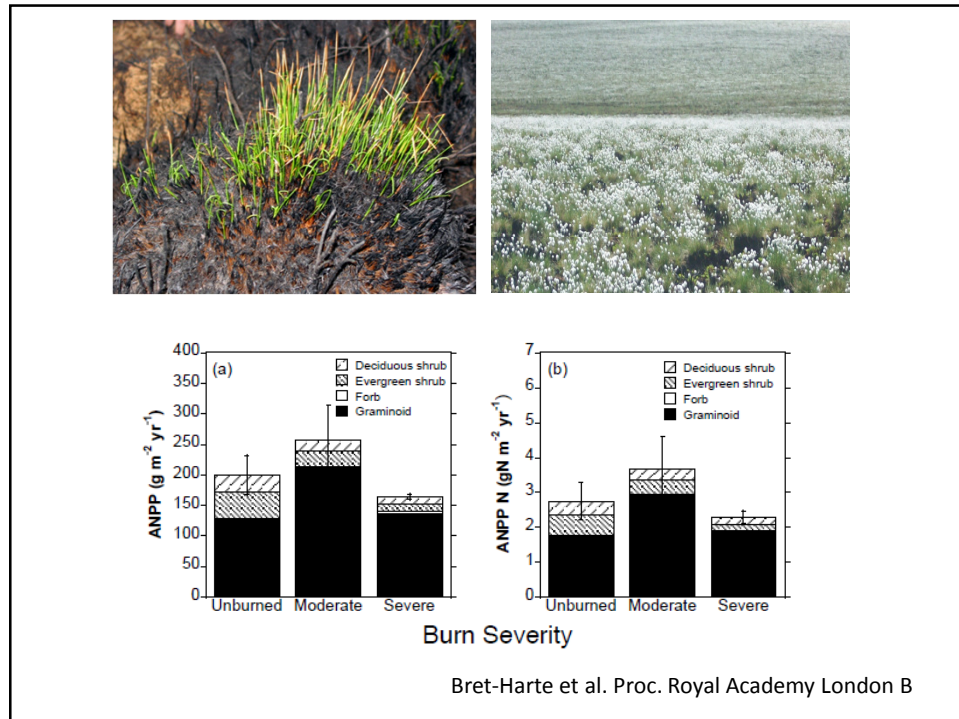 400
350
300
250
200
150
100
50
0
ANPP (g m⁻² yr⁻¹)
(a)
Deciduous shrub
Evergreen shrub
Forb
Graminoid
Unburned Moderate Severe
7
6
5
4
3
2
1
0
ANPP N (gN m⁻² yr⁻¹)
(b)
Deciduous shrub
Evergreen shrub
Forb
Graminoid
Unburned Moderate Severe
Burn Severity
Bret-Harte et al. Proc. Royal Academy London B